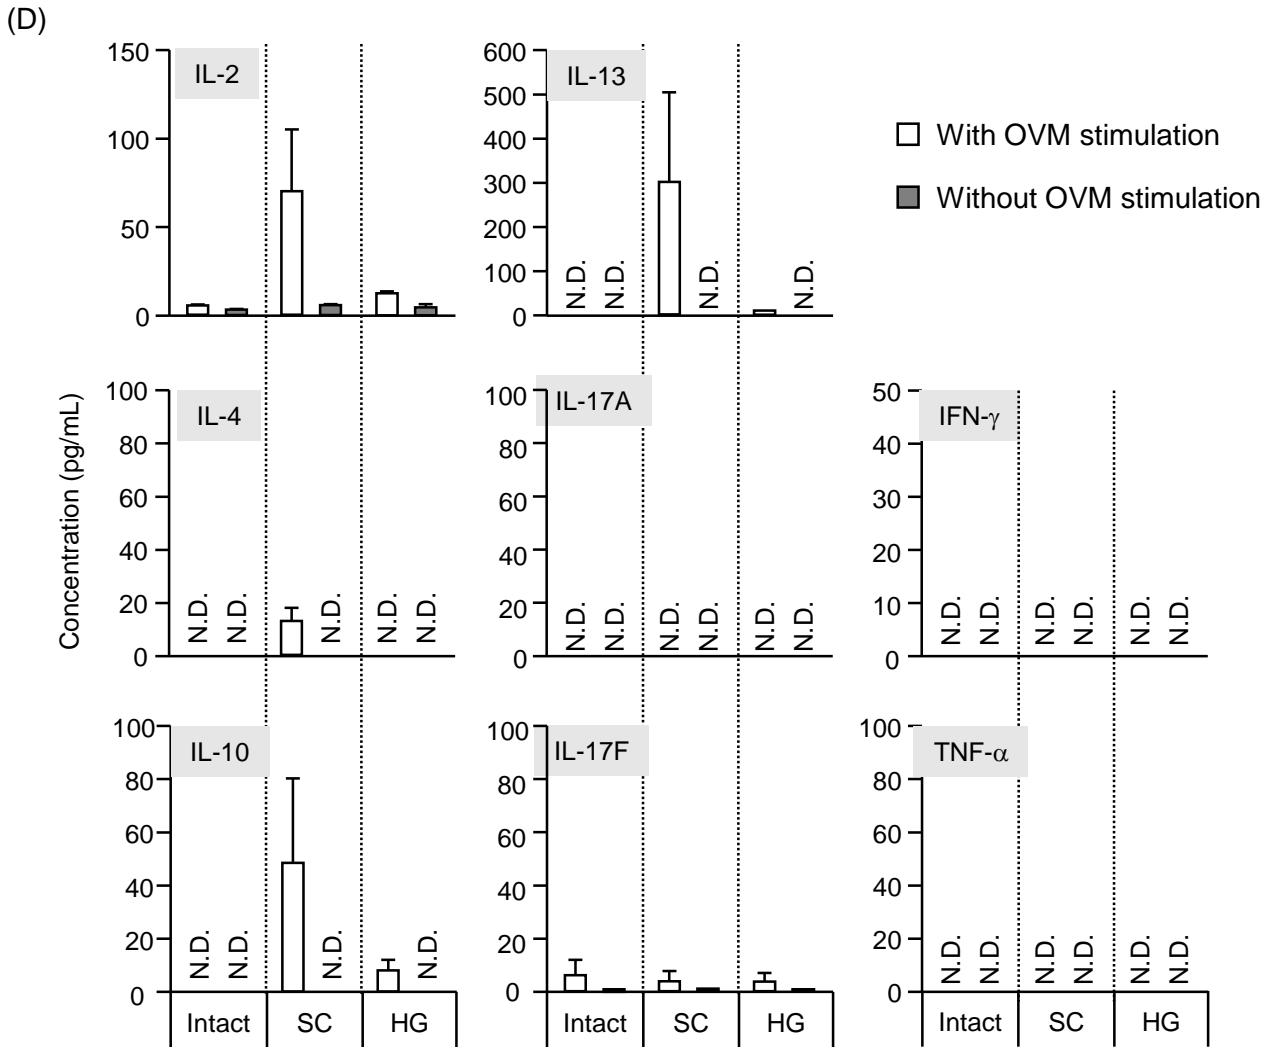 (D)
IL-2
150
100
50
0
IL-13
600
500
400
300
200
100
0
N.D.
N.D.
N.D.
N.D.
With OVM stimulation
Without OVM stimulation
Concentration (pg/mL)
IL-4
100
80
60
40
20
0
N.D.
N.D.
N.D.
N.D.
N.D.
IL-17A
100
80
60
40
20
0
N.D.
N.D.
N.D.
N.D.
N.D.
N.D.
IFN-γ
50
40
30
20
10
0
N.D.
N.D.
N.D.
N.D.
N.D.
N.D.
IL-10
100
80
60
40
20
0
N.D.
N.D.
N.D.
N.D.
Intact
SC
HG
IL-17F
100
80
60
40
20
0
Intact
SC
HG
TNF-α
100
80
60
40
20
0
N.D.
N.D.
N.D.
N.D.
N.D.
N.D.
Intact
SC
HG